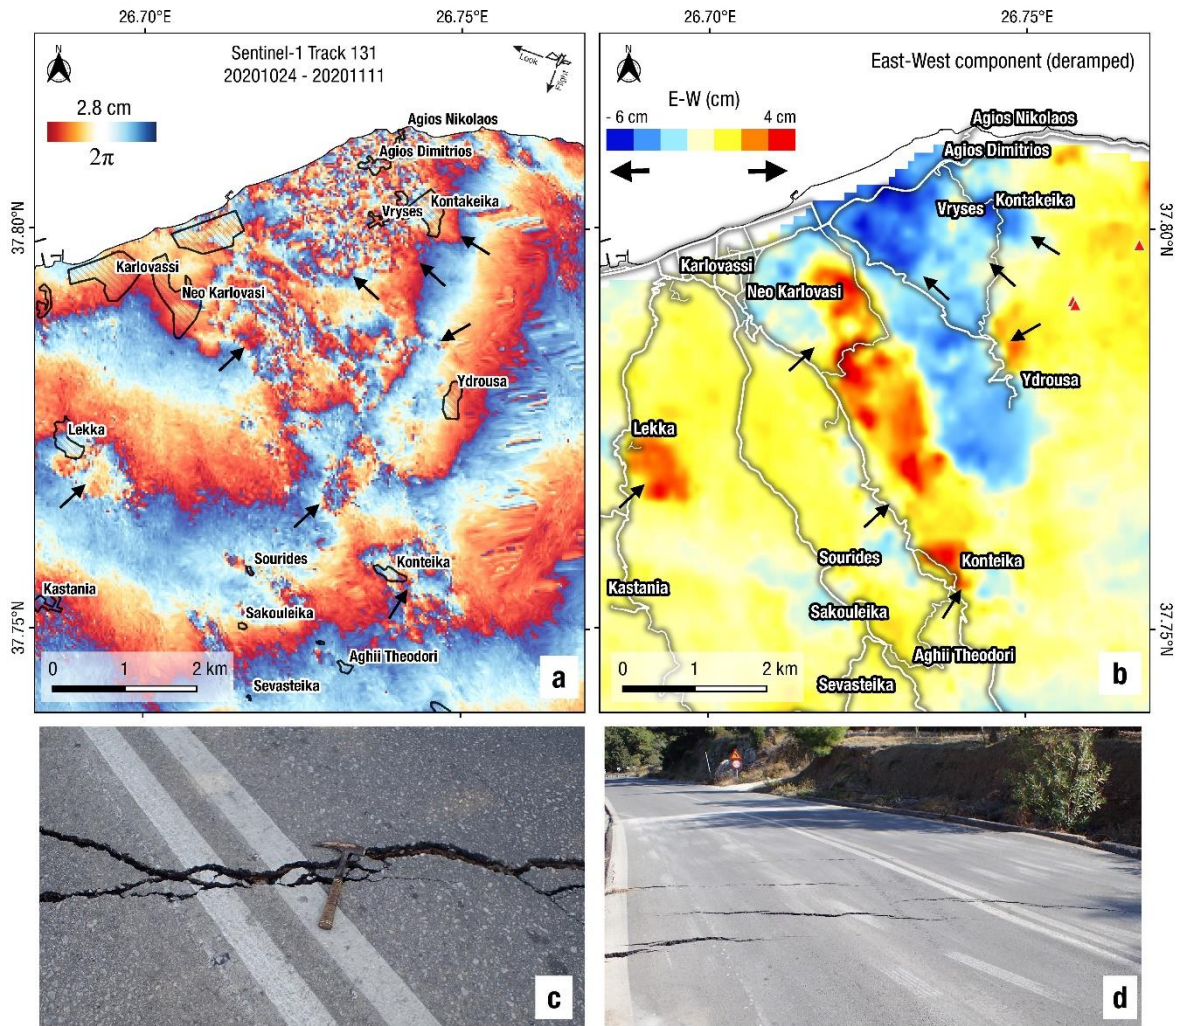 26.70°E
26.75°E
26.70°E
26.75°E
N
Sentinel-1 Track 131
20201024 - 20201111
Look
Flight
2.8 cm
2π
Agios Nikolaos
Agios Dimitrios
Vryses
Kontakeika
Karlovassi
Neo Karlovasi
Ydrousa
Lekka
Sourides
Konteika
Kastania
Sakouleika
Aghii Theodori
Sevasteika
0 1 2 km
a
37.80°N
37.75°N
N
East-West component (deramped)
E-W (cm)
- 6 cm
4 cm
Agios Nikolaos
Agios Dimitrios
Vryses
Kontakeika
Karlovassi
Neo Karlovasi
Ydrousa
Lekka
Sourides
Konteika
Kastania
Sakouleika
Aghii Theodori
Sevasteika
0 1 2 km
b
37.80°N
37.75°N
c
d